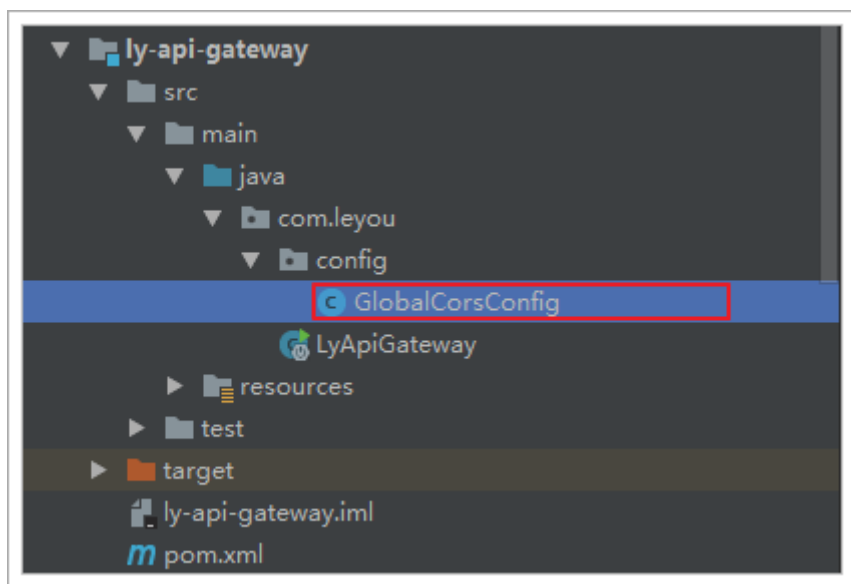 ly-api-gateway
src
main
java
com.leyou
config
GlobalCorsConfig
LyApiGateway
resources
test
target
ly-api-gateway.iml
pom.xml